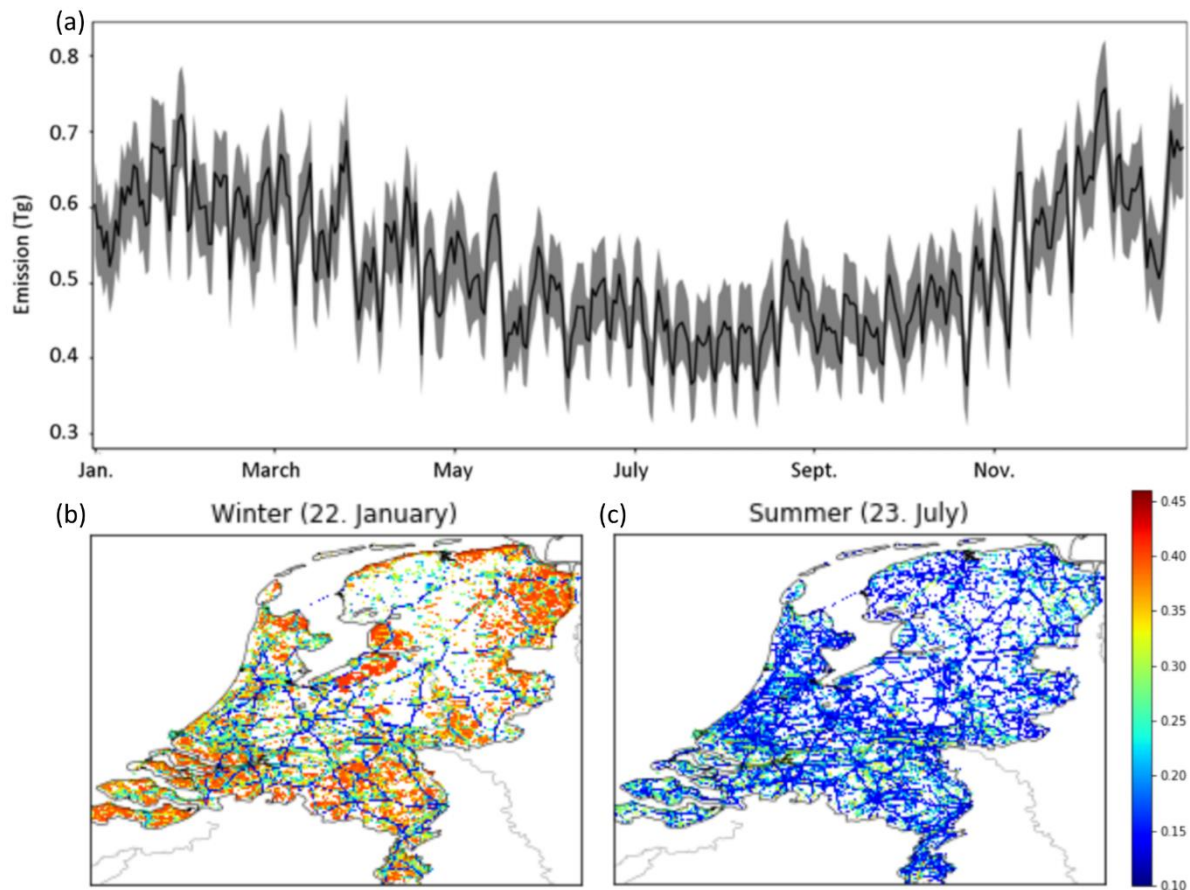 (a)
0.8
0.7
0.6
0.5
0.4
0.3
Emission (Tg)
Jan. March May July Sept. Nov.
(b) Winter (22. January)
(c) Summer (23. July)
0.45
0.40
0.35
0.30
0.25
0.20
0.15
0.10